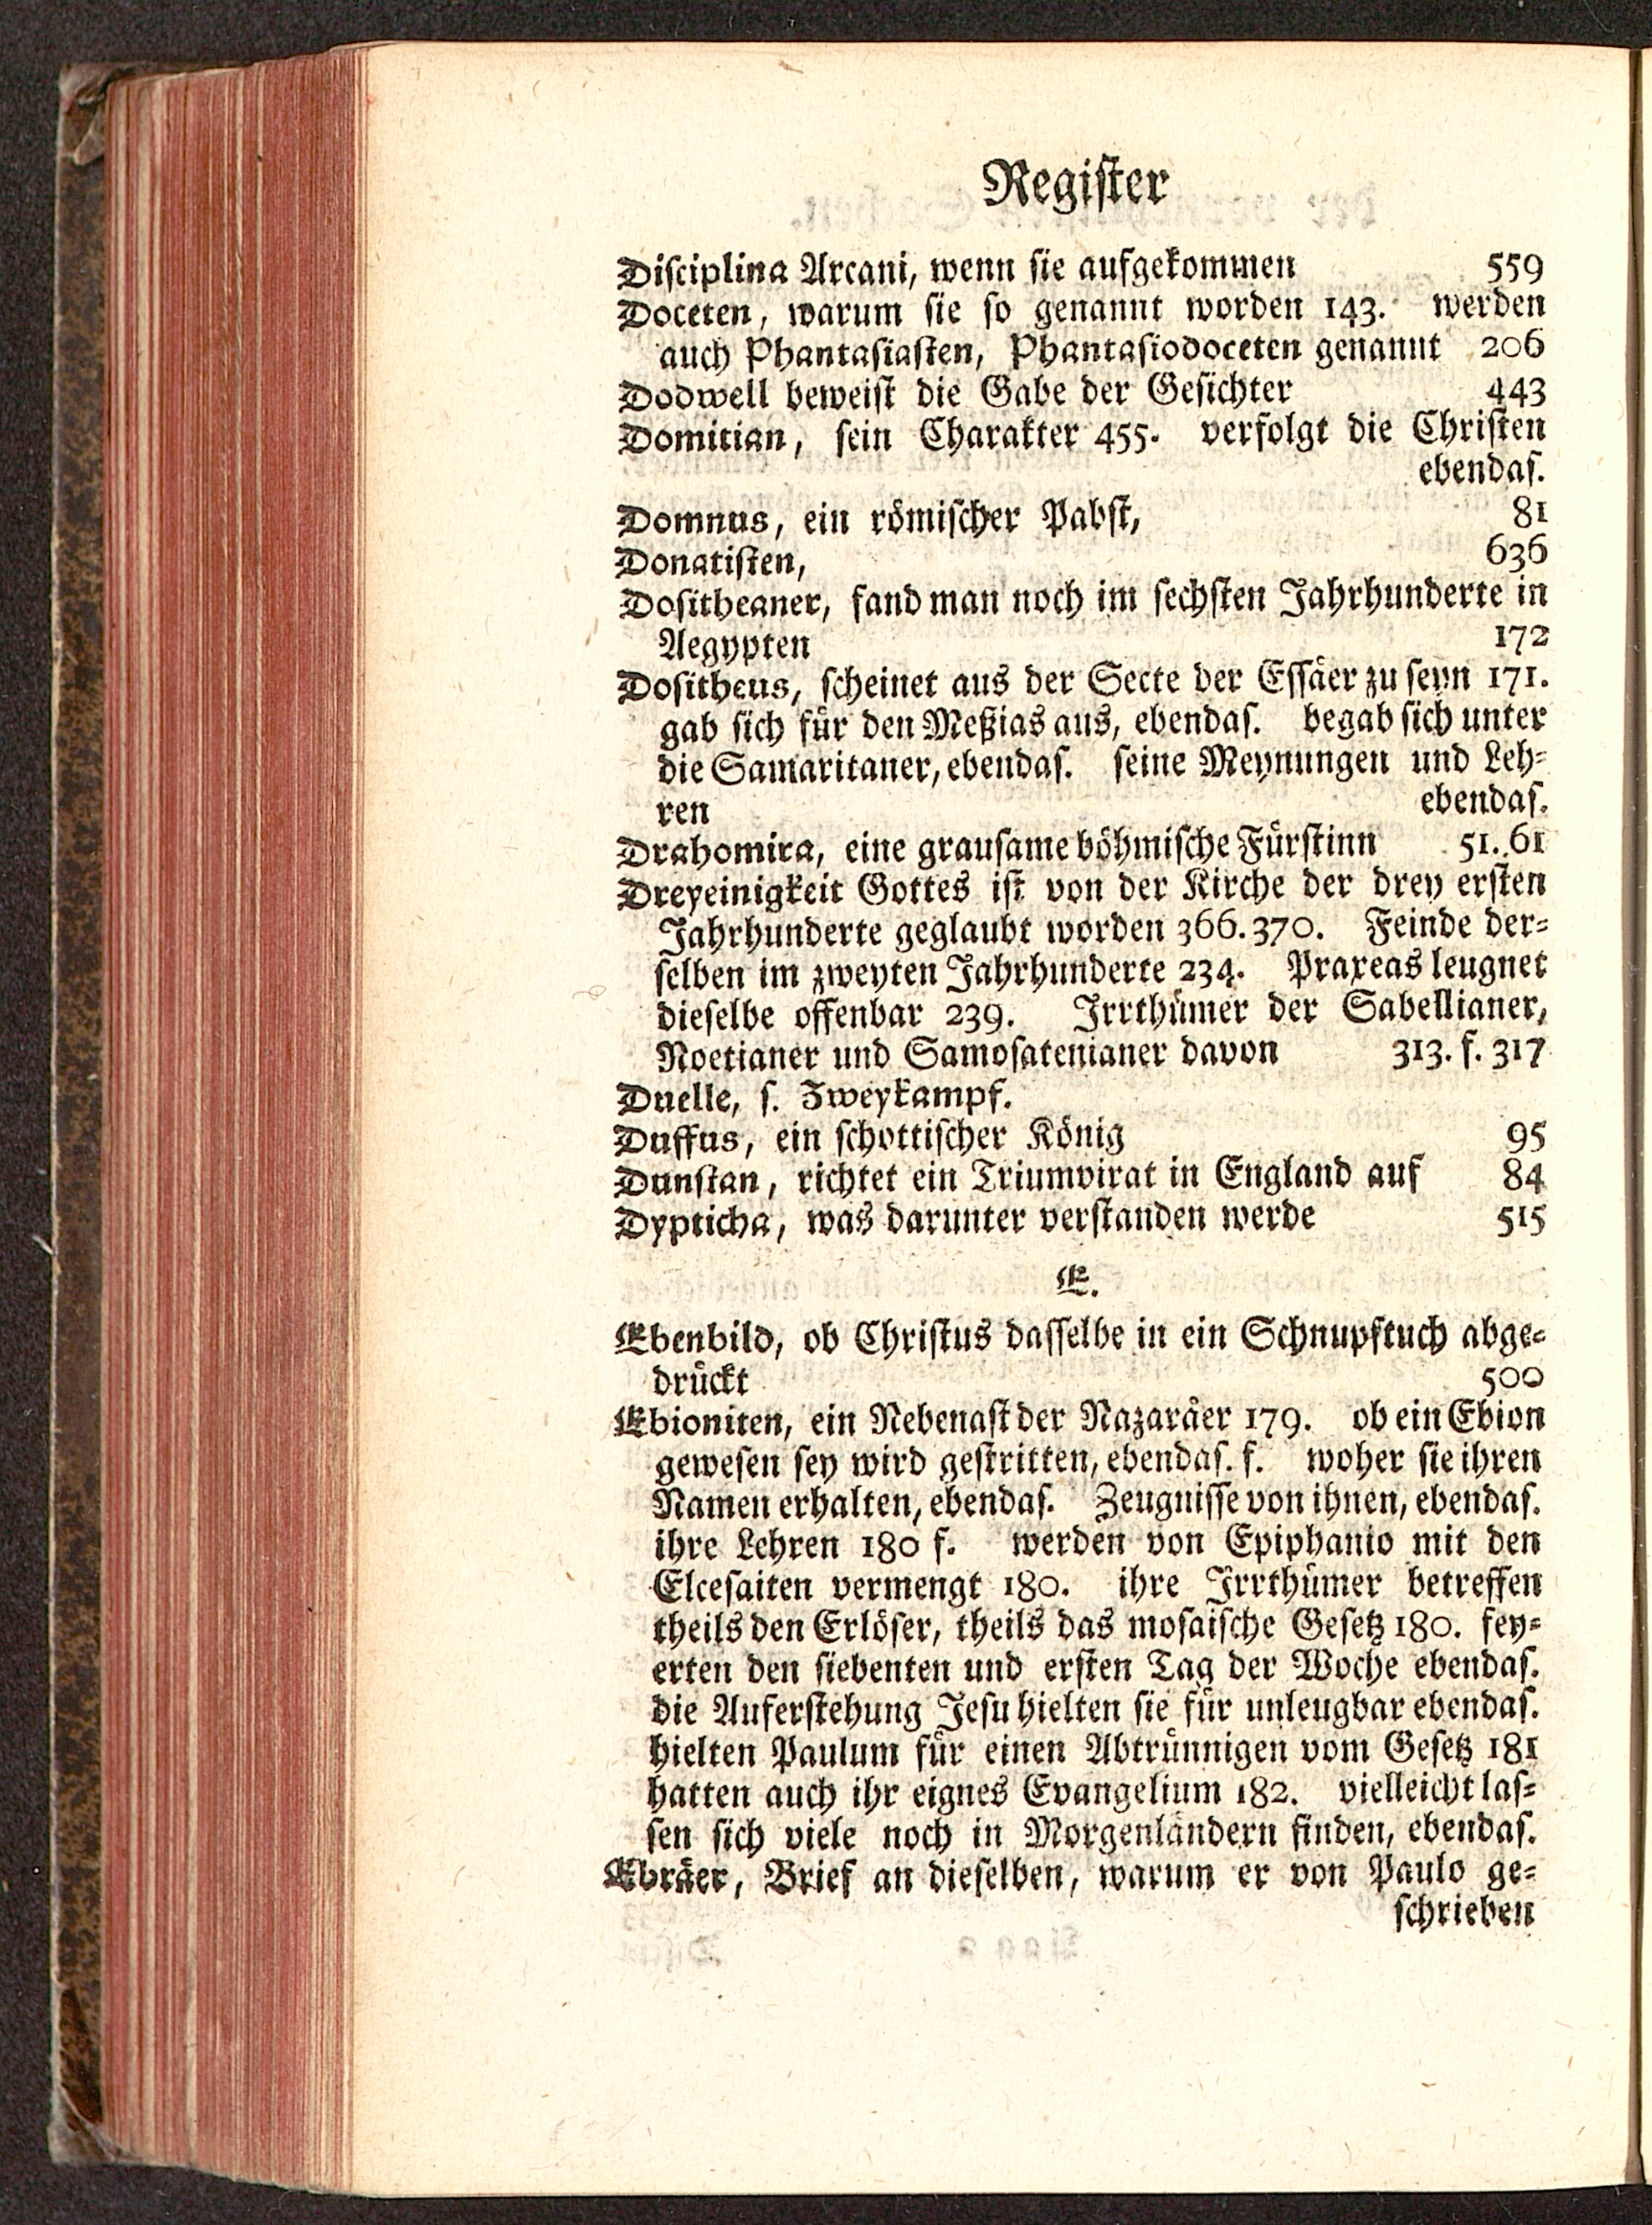 Register
Disciplina Arcani, wenn sie aufgekommen 559
Doceten, warum sie so genannt worden 143. werden
auch Phantasiasten, Phantasiodoceten genannt 206
Dodwell beweist die Gabe der Gesichter 443
Domitian, sein Charakter 455. verfolgt die Christen
ebendas.
Domnus, ein römischer Pabst, 81
Donatisten, 636
Dositheaner, fand man noch im sechsten Jahrhunderte in
Aegypten 172
Dositheus, scheinet aus der Secte der Essäer zu seyn 171.
gab sich für den Meßias aus, ebendas. begab sich unter
die Samaritaner, ebendas. seine Meynungen und Leh-
ren ebendas.
Drahomira, eine grausame böhmische Fürstinn 51. 61
Dreyeinigkeit Gottes ist von der Kirche der drey ersten
Jahrhunderte geglaubt worden 366. 370. Feinde der-
selben im zweyten Jahrhunderte 234. Praxeas leugnet
dieselbe offenbar 239. Irrthümer der Sabellianer,
Noetianer und Samosatenianer davon 313. f. 317
Duelle, s. Zweykampf.
Duffus, ein schottischer König 95
Dunstan, richtet ein Triumvirat in England auf 84
Dypticha, was darunter verstanden werde 515
E.
Ebenbild, ob Christus dasselbe in ein Schnupftuch abge-
drückt 500
Ebioniten, ein Nebenast der Nazaräer 179. ob ein Ebion
gewesen sey wird gestritten, ebendas. f. woher sie ihren
Namen erhalten, ebendas. Zeugnisse von ihnen, ebendas.
ihre Lehren 180 f. werden von Epiphanio mit den
Elcesaiten vermengt 180. ihre Irrthümer betreffen
theils den Erlöser, theils das mosaische Gesetz 180. fey-
erten den siebenten und ersten Tag der Woche ebendas.
die Auferstehung Jesu hielten sie für unleugbar ebendas.
hielten Paulum für einen Abtrünnigen vom Gesetz 181
hatten auch ihr eignes Evangelium 182. vielleicht las-
sen sich viele noch in Morgenländern finden, ebendas.
Ebräer, Brief an dieselben, warum er von Paulo ge-
schrieben